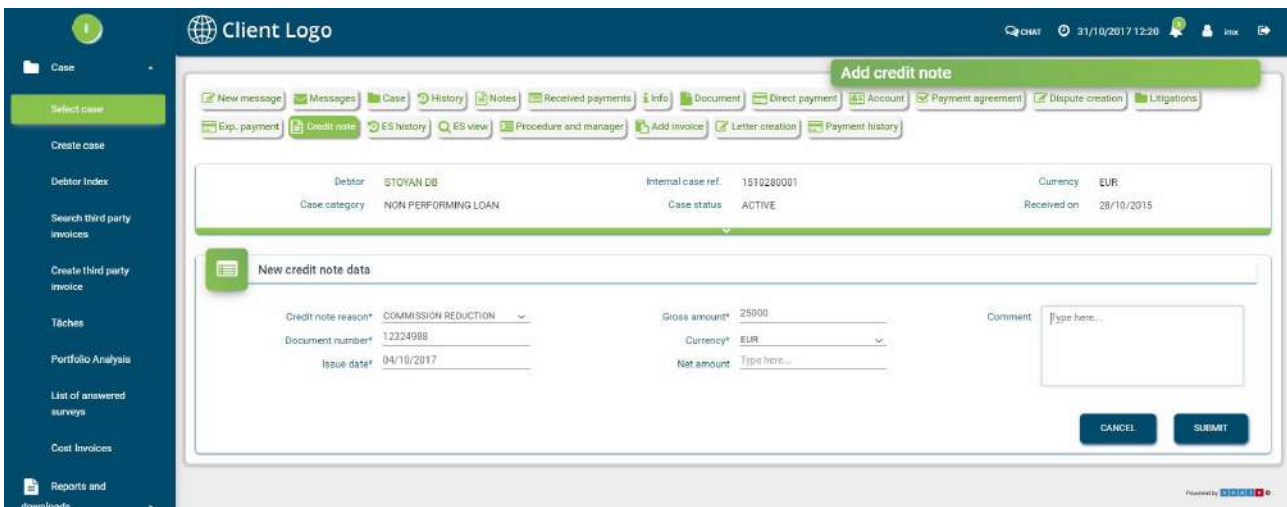 Client Logo
CHAT 31/10/2017 12:20 imx
Add credit note
Case
Select case
Create case
Debtor Index
Search third party
invoices
Create third party
invoice
Tâches
Portfolio Analysis
List of answered
surveys
Cost Invoices
Reports and
downloads
New message Messages Case History Notes Received payments Info Document Direct payment Account Payment agreement Dispute creation Litigations
Exp. payment Credit note ES history ES view Procedure and manager Add invoice Letter creation Payment history
Debtor STOYAN DB Internal case ref. 1510280001 Currency EUR
Case category NON PERFORMING LOAN Case status ACTIVE Received on 28/10/2015
New credit note data
Credit note reason* COMMISSION REDUCTION Gross amount* 25000 Comment Type here...
Document number* 12324988 Currency* EUR
Issue date* 04/10/2017 Net amount Type here...
CANCEL SUBMIT
Powered by